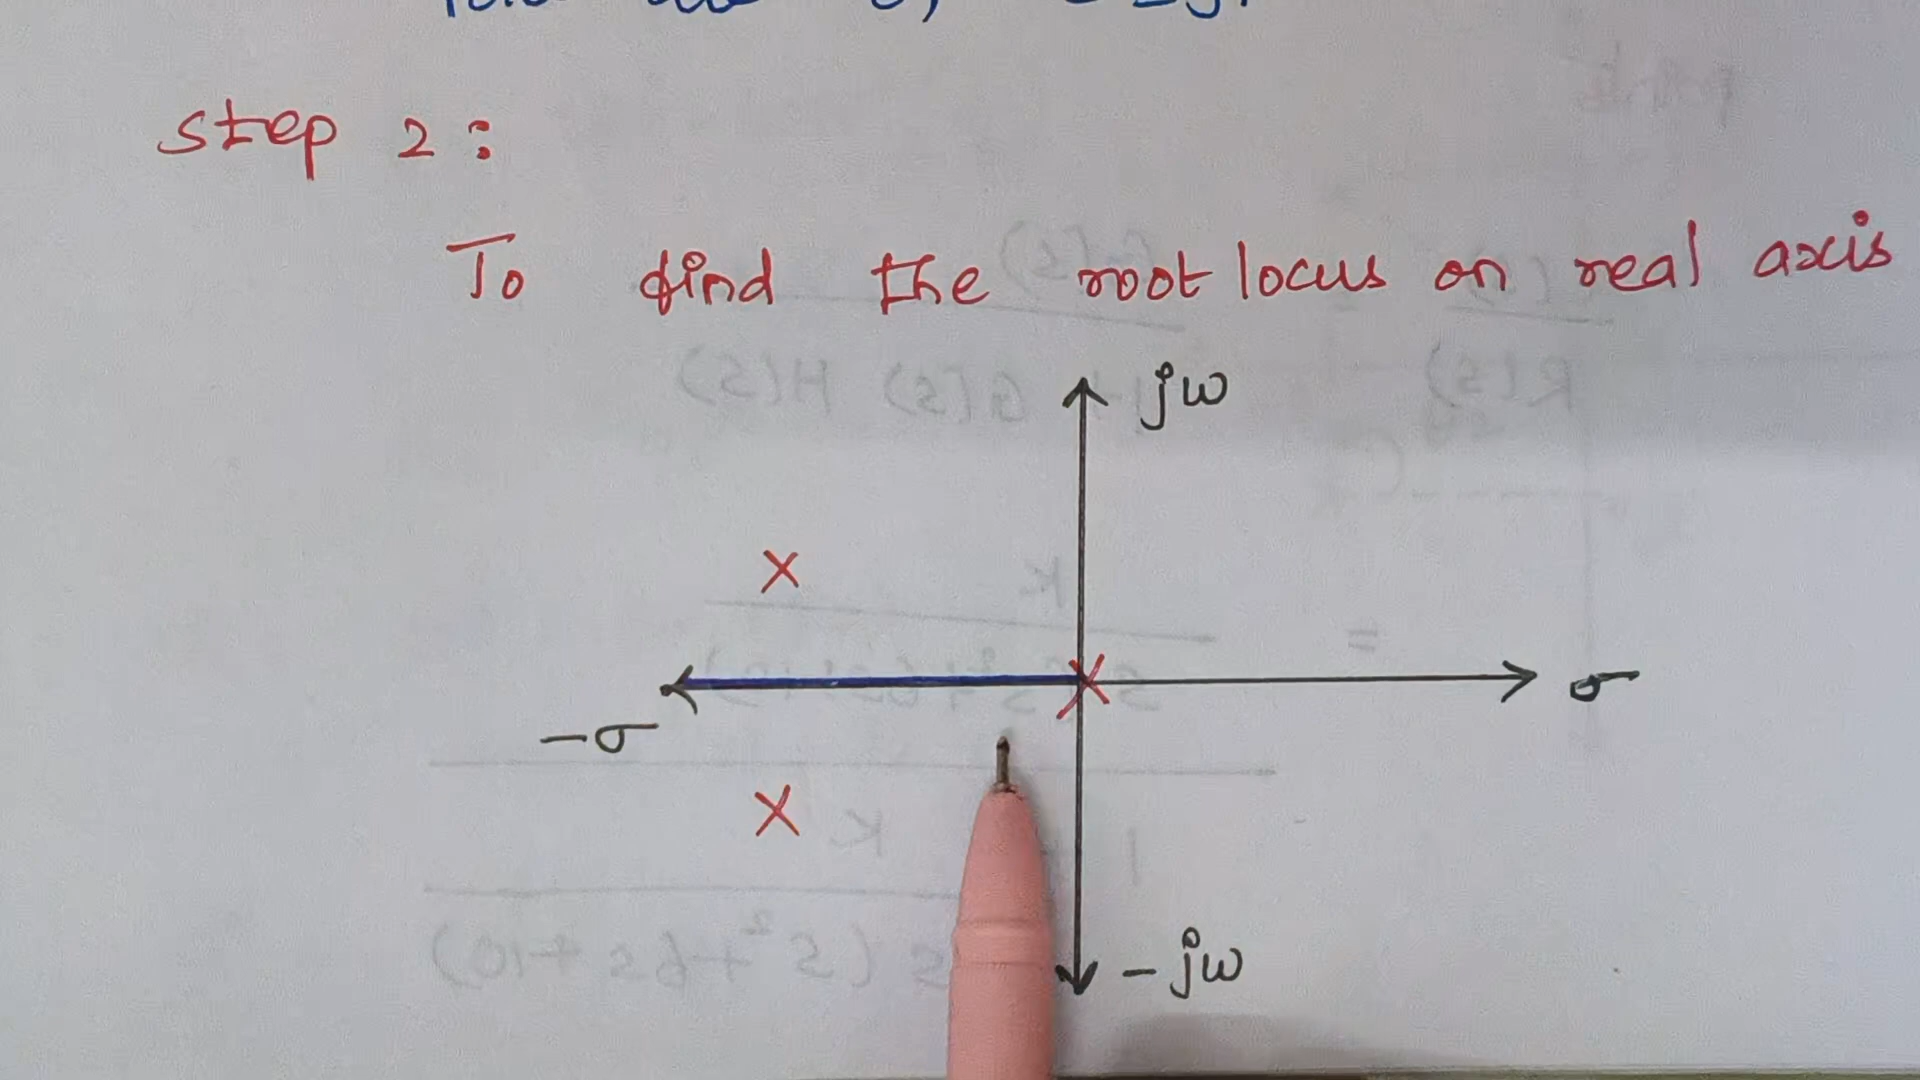 step 2 :
To find the root locus on real axis
jω
σ
-σ
-jω